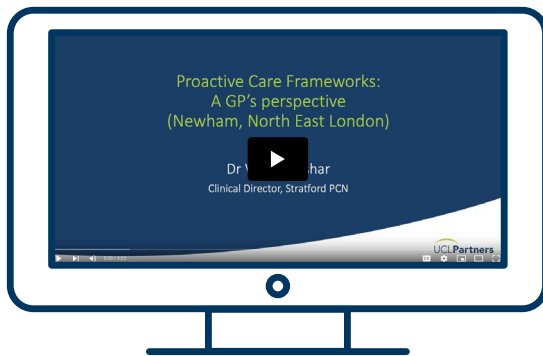 Proactive Care Frameworks:
A GP's perspective
(Newham, North East London)
Dr
Clinical Director, Stratford PCN
UCLPartners